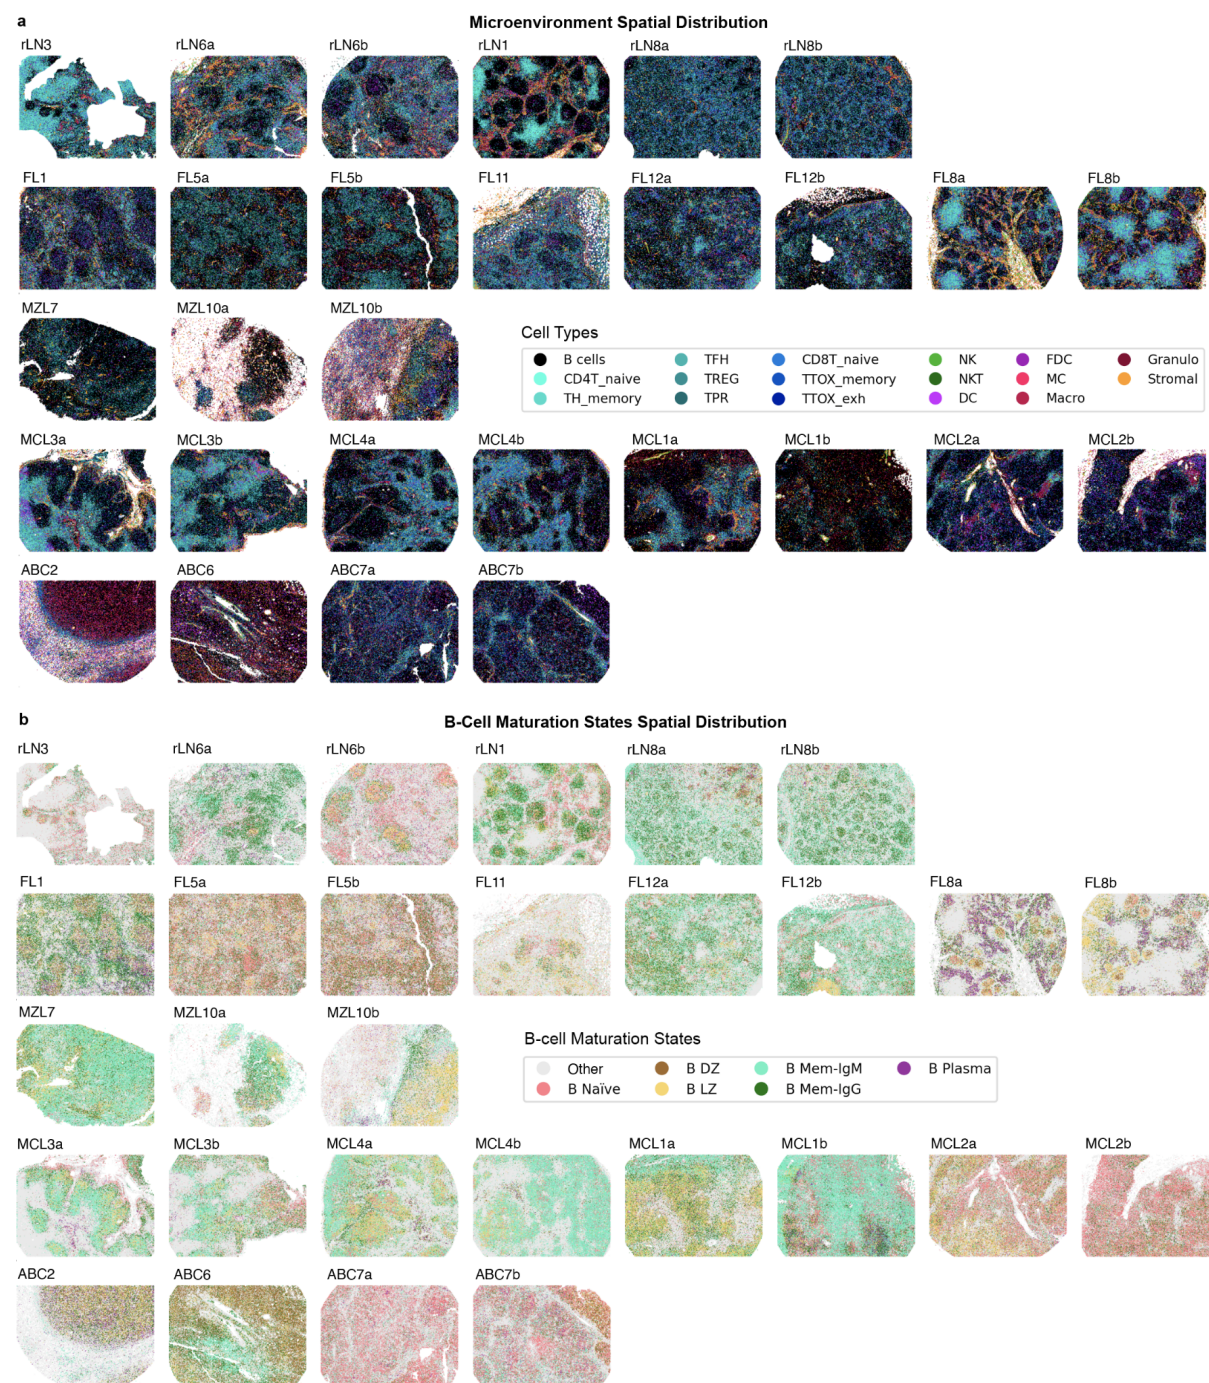 a
Microenvironment Spatial Distribution
rLN3 rLN6a rLN6b rLN1 rLN8a rLN8b
FL1 FL5a FL5b FL11 FL12a FL12b FL8a FL8b
MZL7 MZL10a MZL10b
Cell Types
B cells TFH CD8T_naive NK FDC Granulo
CD4T_naive TREG TTOX_memory NKT MC Stromal
TH_memory TPR TTOX_exh DC Macro
MCL3a MCL3b MCL4a MCL4b MCL1a MCL1b MCL2a MCL2b
ABC2 ABC6 ABC7a ABC7b
b
B-Cell Maturation States Spatial Distribution
rLN3 rLN6a rLN6b rLN1 rLN8a rLN8b
FL1 FL5a FL5b FL11 FL12a FL12b FL8a FL8b
MZL7 MZL10a MZL10b
B-cell Maturation States
Other B DZ B Mem-IgM B Plasma
B Naïve B LZ B Mem-IgG
MCL3a MCL3b MCL4a MCL4b MCL1a MCL1b MCL2a MCL2b
ABC2 ABC6 ABC7a ABC7b